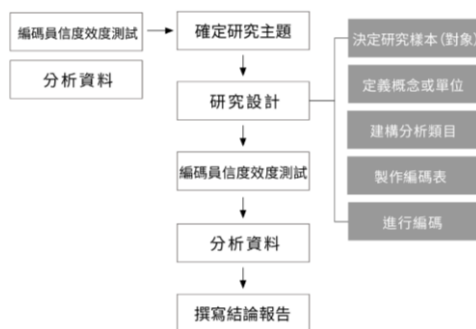 編碼員信度效度測試
分析資料
確定研究主題
研究設計
編碼員信度效度測試
分析資料
撰寫結論報告
決定研究樣本(對象)
定義概念或單位
建構分析類目
製作編碼表
進行編碼